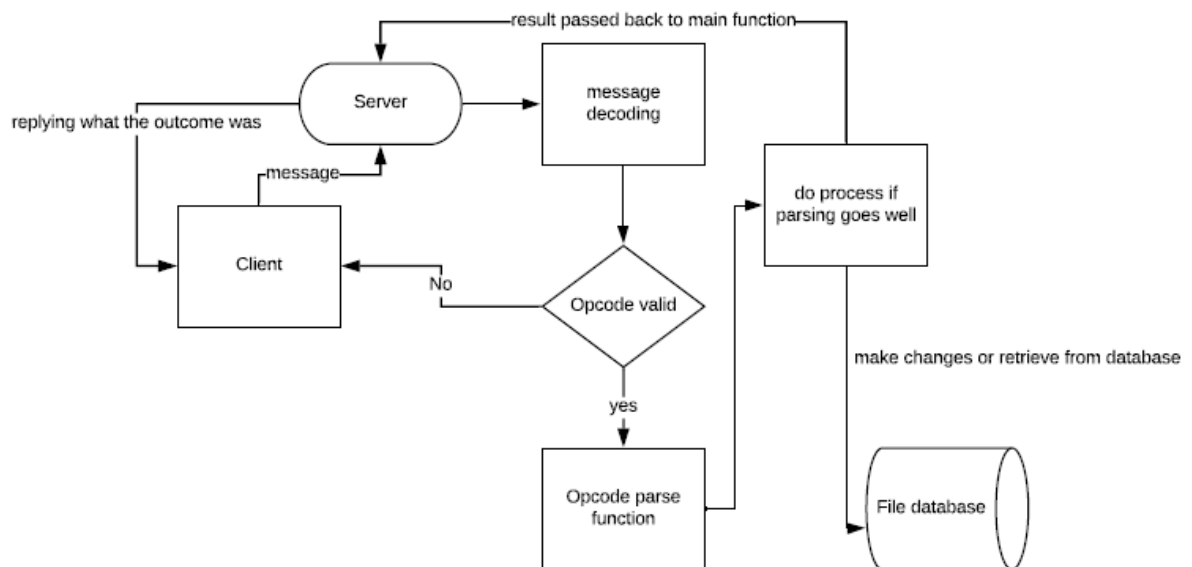 result passed back to main function
Server
message
decoding
replying what the outcome was
message
do process if
parsing goes well
Client
No
Opcode valid
make changes or retrieve from database
yes
Opcode parse
function
File database